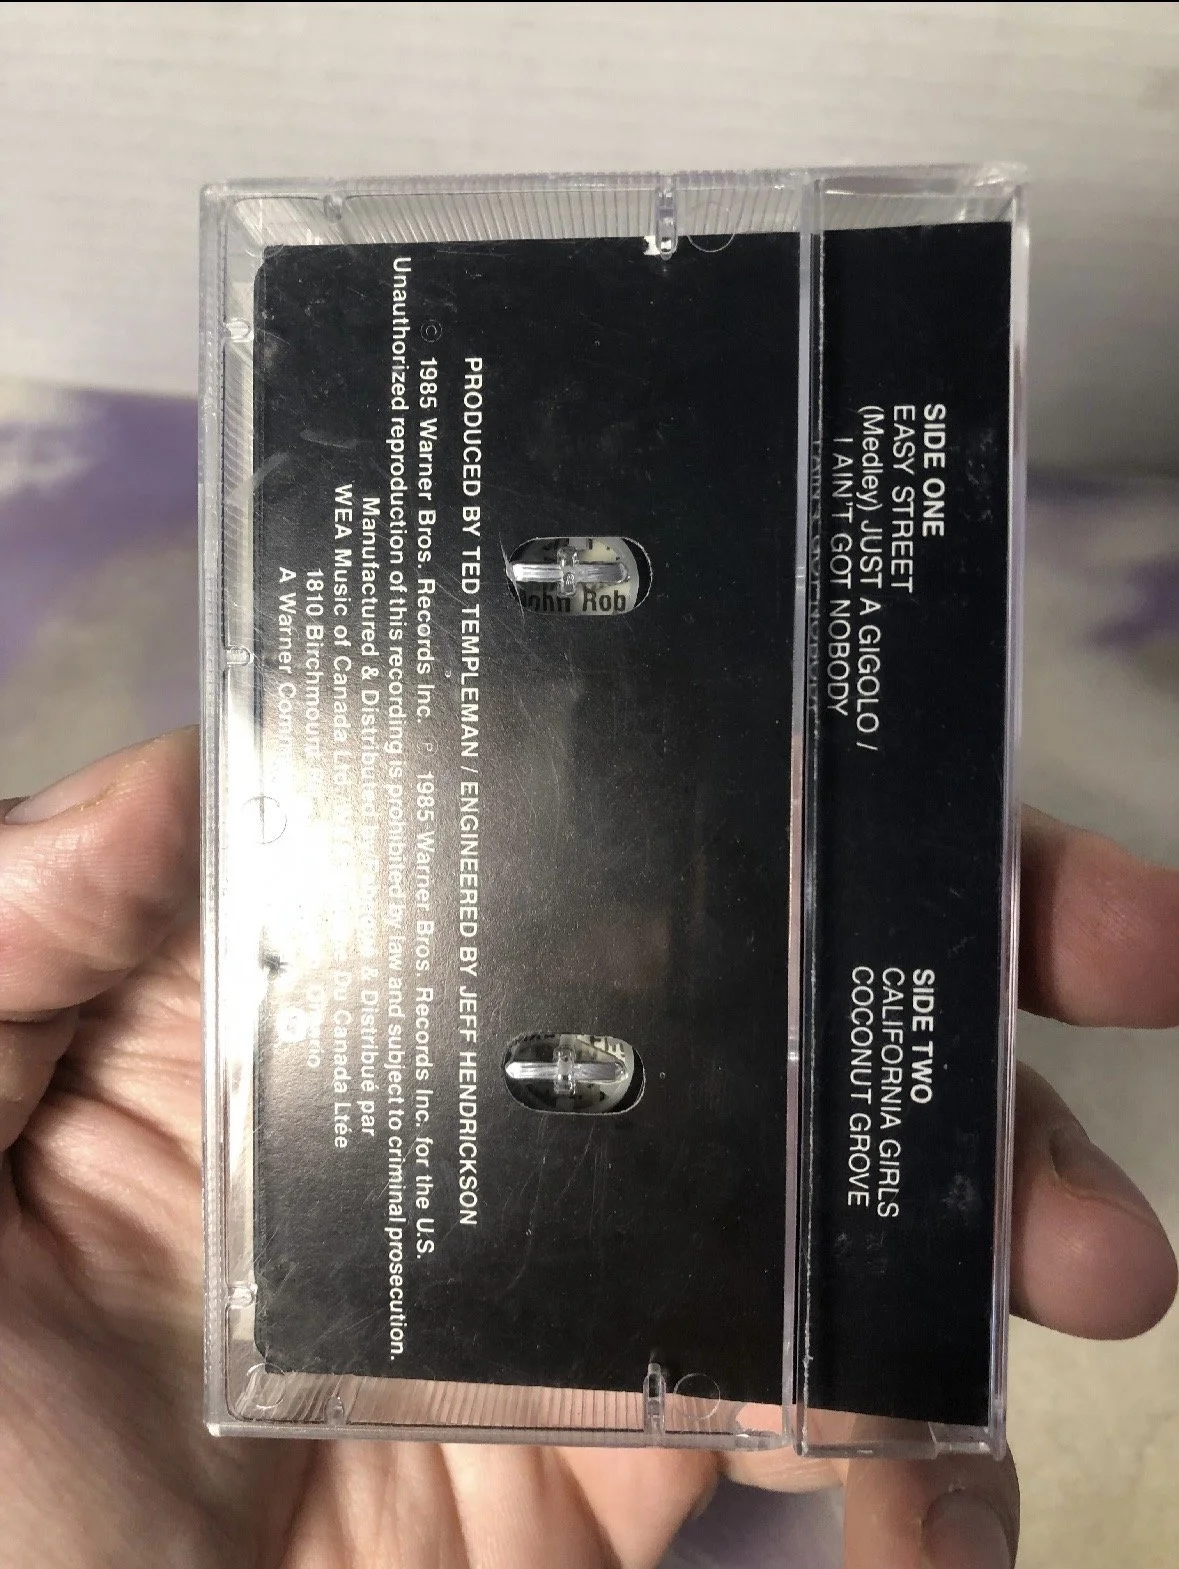 SIDE ONE
EASY STREET
(Medley) JUST A GIGOLO /
I AIN'T GOT NOBODY
SIDE TWO
CALIFORNIA GIRLS
COCONUT GROVE
John Rob
PRODUCED BY TED TEMPLEMAN / ENGINEERED BY JEFF HENDRICKSON
© 1985 Warner Bros. Records Inc. ℗ 1985 Warner Bros. Records Inc. for the U.S.
Unauthorized reproduction of this recording is prohibited by law and subject to criminal prosecution.
Manufactured & Distributed & Distribué par
WEA Music of Canada Du Canada Ltée
1810 Birchmount
A Warner